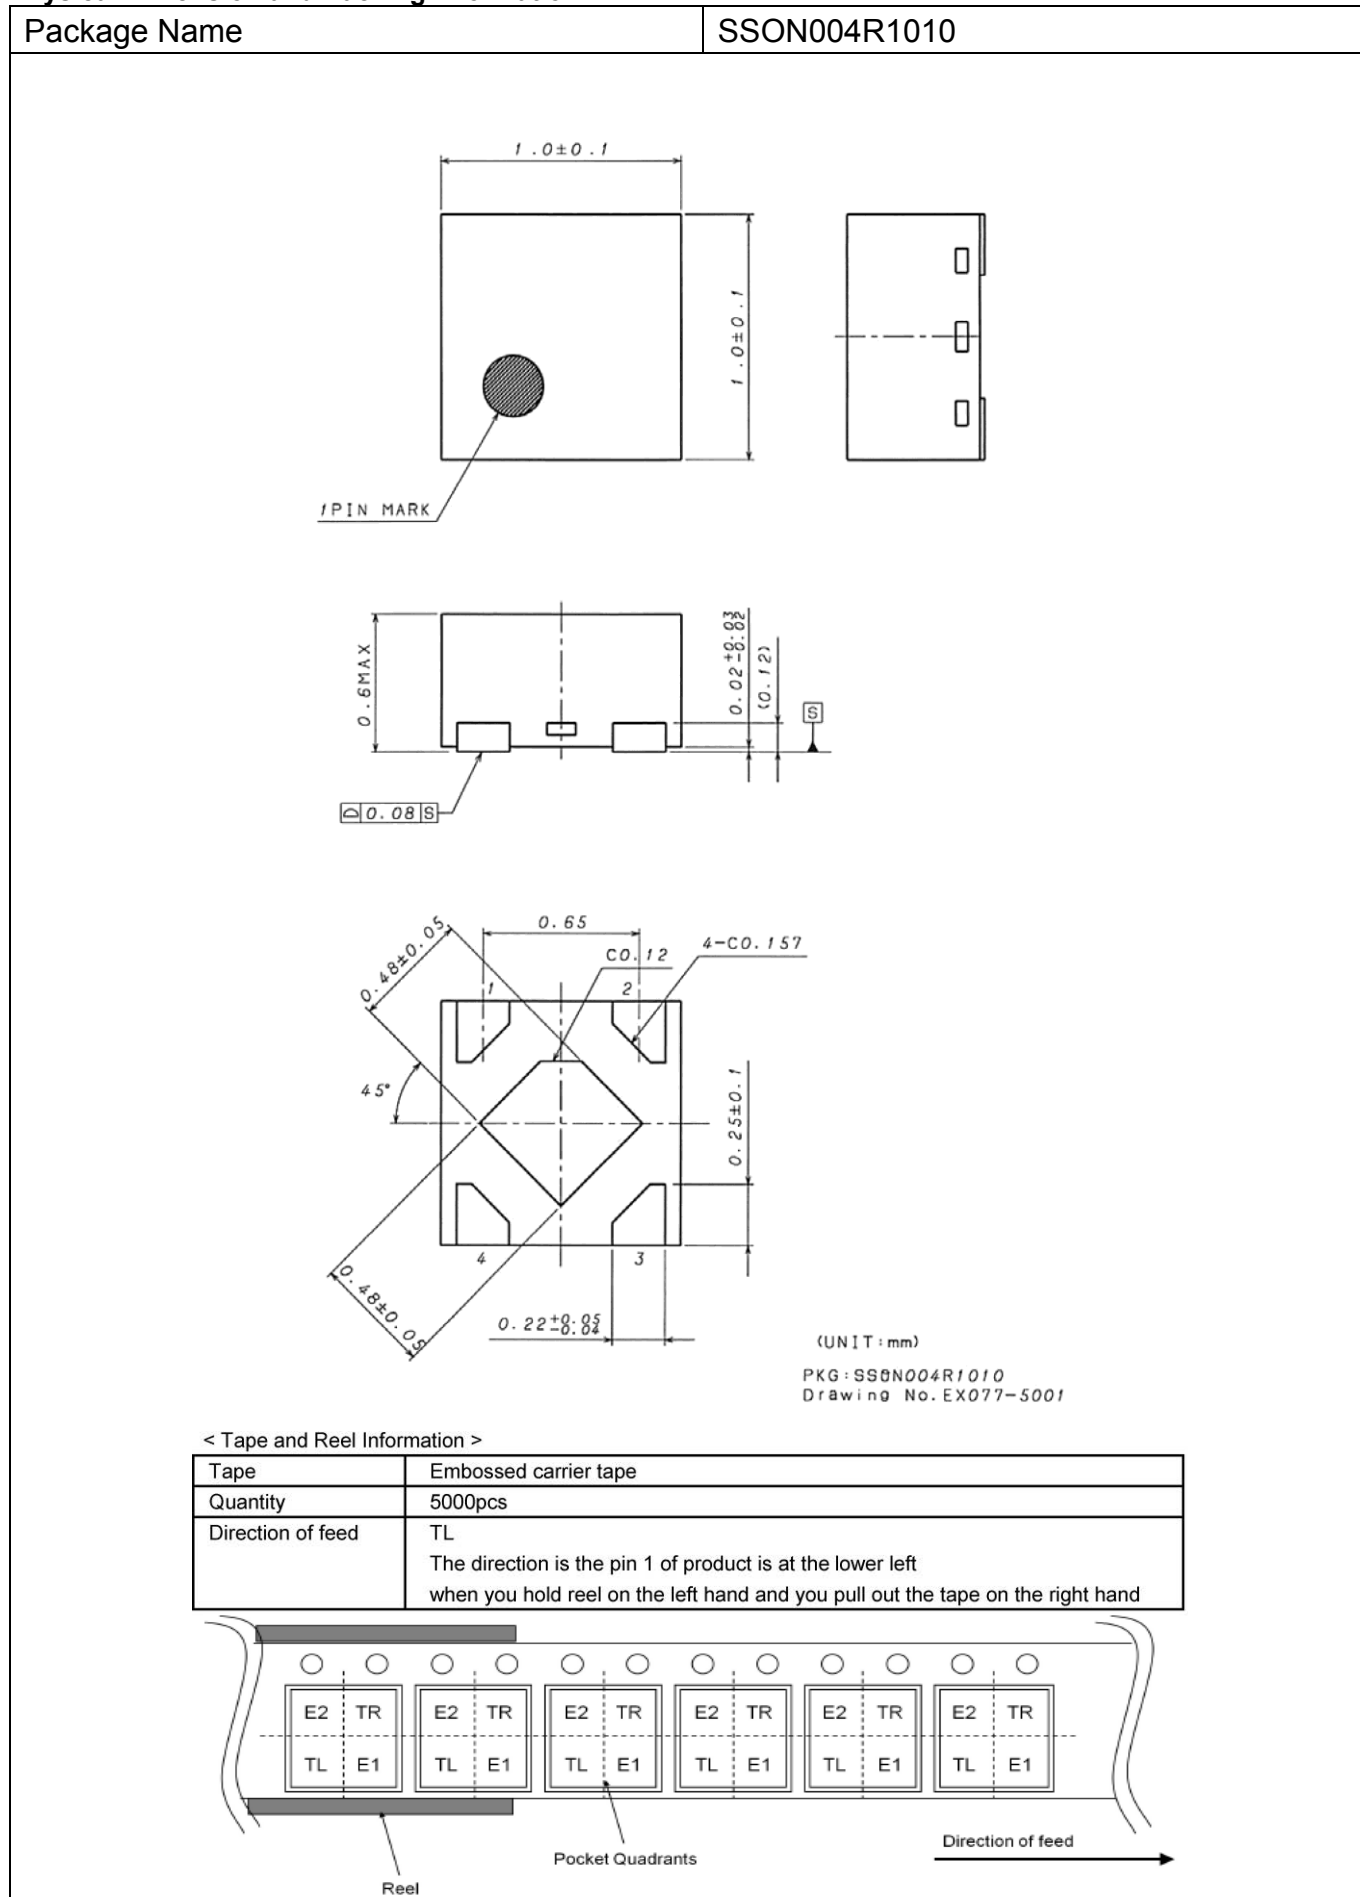 Package Name SSON004R1010
1.0±0.1
1.0±0.1
1PIN MARK
0.6MAX
0.02 +0.03 -0.02
(0.12)
S
0.08 S
0.48±0.05
0.65
C0.12
4-C0.157
1 2
45°
0.25±0.1
4 3
0.48±0.05
0.22 +0.05 -0.04
(UNIT:mm)
PKG:SSON004R1010
Drawing No.EX077-5001
< Tape and Reel Information >
Tape Embossed carrier tape
Quantity 5000pcs
Direction of feed TL
The direction is the pin 1 of product is at the lower left
when you hold reel on the left hand and you pull out the tape on the right hand
E2 TR E2 TR E2 TR E2 TR E2 TR E2 TR
TL E1 TL E1 TL E1 TL E1 TL E1 TL E1
Direction of feed
Pocket Quadrants
Reel